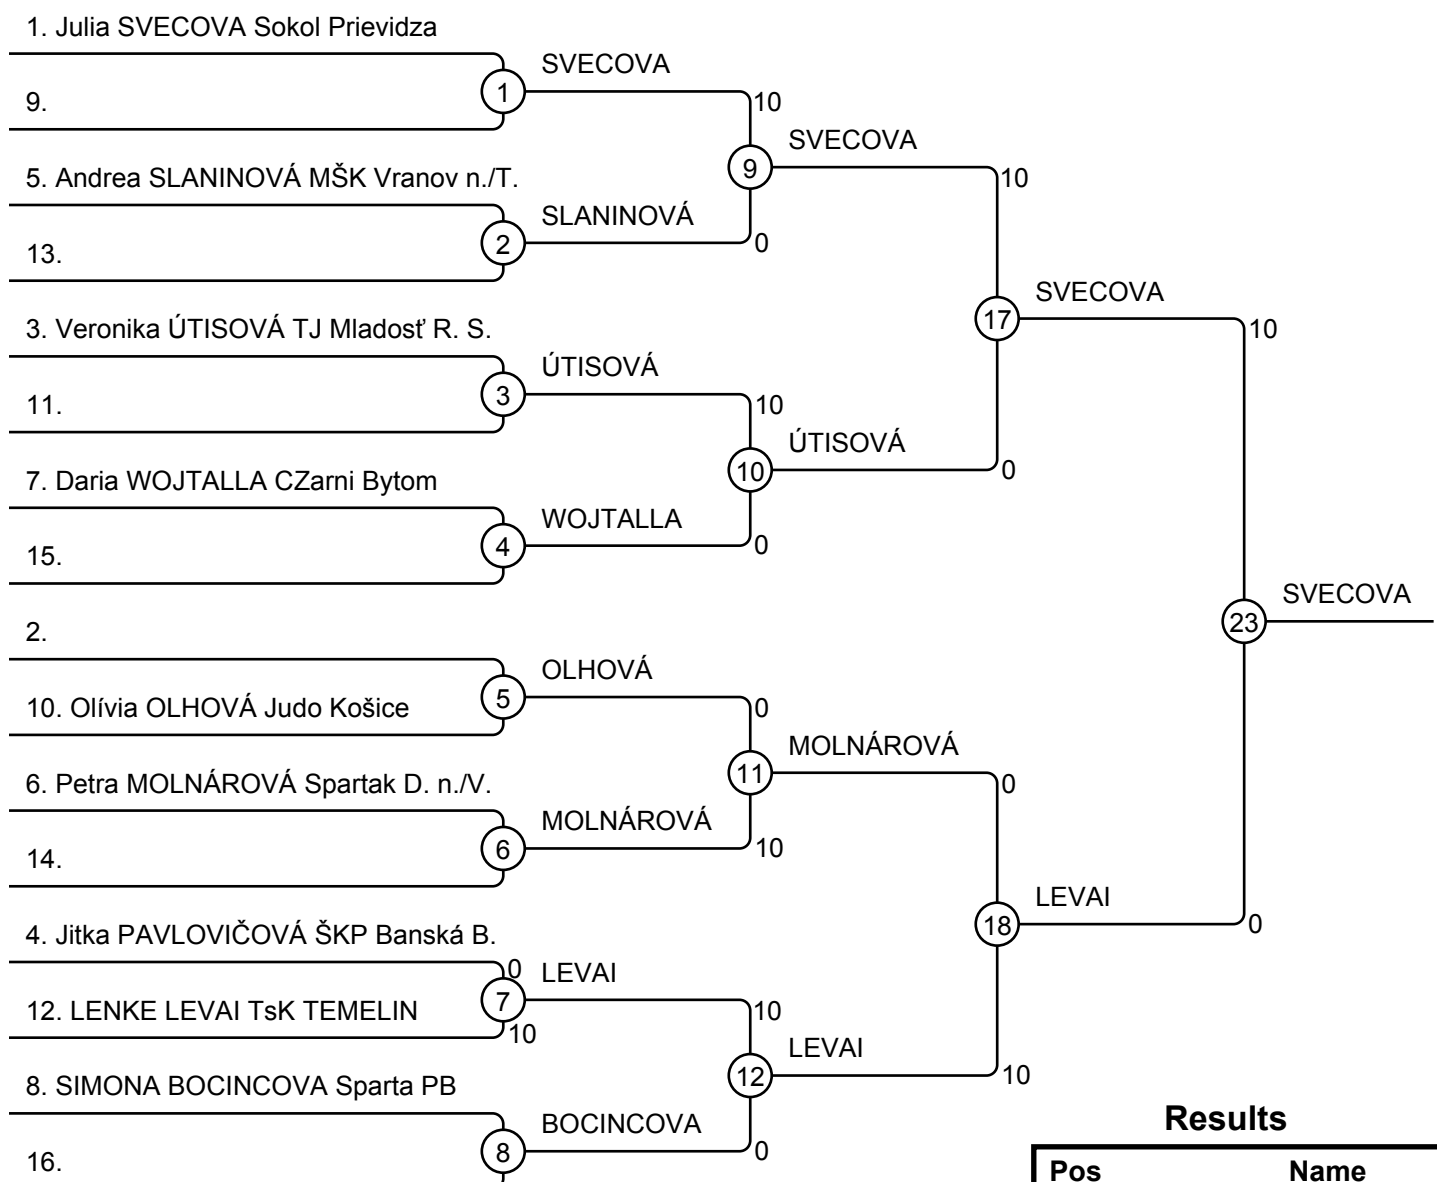 1. Julia SVECOVA Sokol Prievidza
SVECOVA
1
10
9.
SVECOVA
9
5. Andrea SLANINOVÁ MŠK Vranov n./T.
10
SLANINOVÁ
2
0
13.
SVECOVA
17
3. Veronika ÚTISOVÁ TJ Mladosť R. S.
10
ÚTISOVÁ
3
10
11.
ÚTISOVÁ
10
0
7. Daria WOJTALLA CZarni Bytom
WOJTALLA
4
0
15.
SVECOVA
23
2.
OLHOVÁ
5
0
10. Olívia OLHOVÁ Judo Košice
MOLNÁROVÁ
11
0
6. Petra MOLNÁROVÁ Spartak D. n./V.
MOLNÁROVÁ
6
10
14.
LEVAI
18
0
4. Jitka PAVLOVIČOVÁ ŠKP Banská B.
0
LEVAI
7
10
12. LENKE LEVAI TsK TEMELIN
10
LEVAI
12
10
8. SIMONA BOCINCOVA Sparta PB
BOCINCOVA
8
0
16.
Results
Pos Name